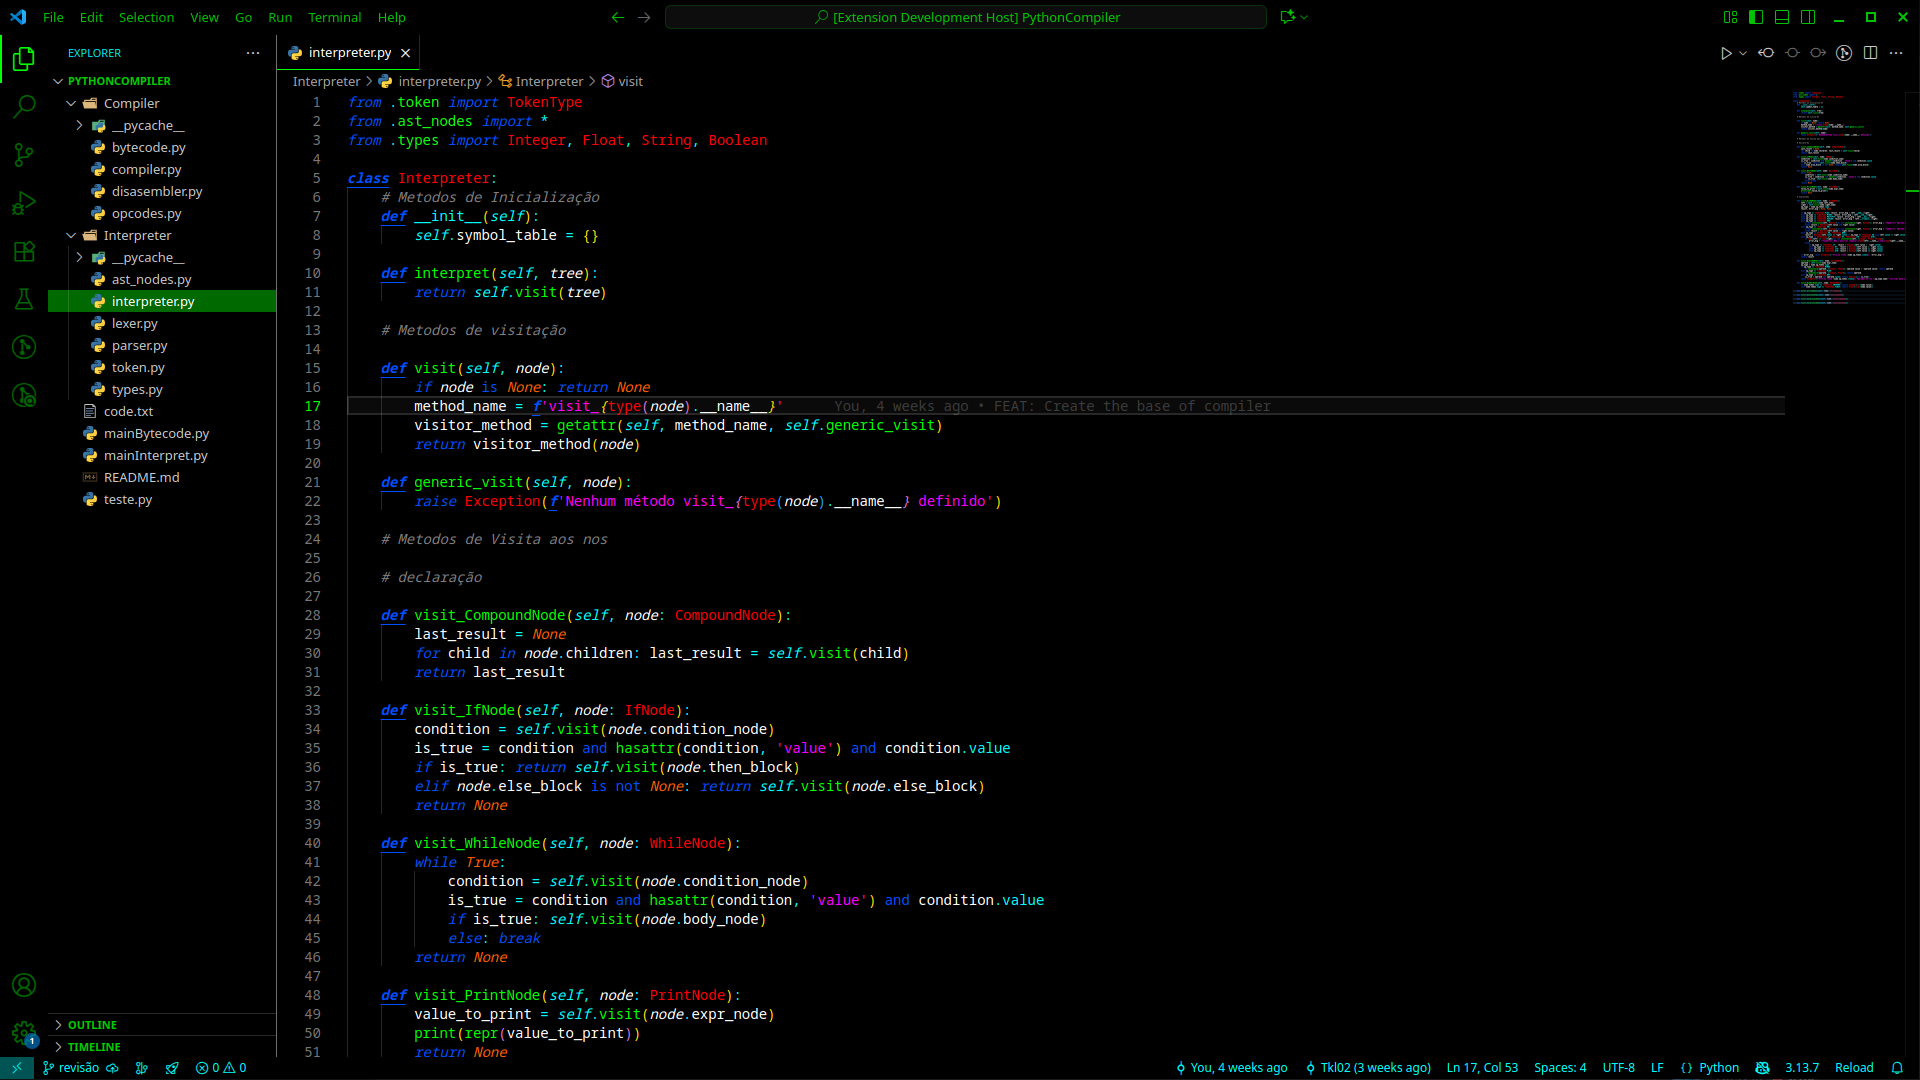 File Edit Selection View Go Run Terminal Help
[Extension Development Host] PythonCompiler
EXPLORER
PYTHONCOMPILER
Compiler
__pycache__
bytecode.py
compiler.py
disasembler.py
opcodes.py
Interpreter
__pycache__
ast_nodes.py
interpreter.py
lexer.py
parser.py
token.py
types.py
code.txt
mainBytecode.py
mainInterpret.py
README.md
teste.py
OUTLINE
TIMELINE
interpreter.py
Interpreter > interpreter.py > Interpreter > visit
1 from .token import TokenType
2 from .ast_nodes import *
3 from .types import Integer, Float, String, Boolean
4
5 class Interpreter:
6     # Metodos de Inicialização
7     def __init__(self):
8         self.symbol_table = {}
9
10     def interpret(self, tree):
11         return self.visit(tree)
12
13     # Metodos de visitação
14
15     def visit(self, node):
16         if node is None: return None
17         method_name = f'visit_{type(node).__name__}' You, 4 weeks ago • FEAT: Create the base of compiler
18         visitor_method = getattr(self, method_name, self.generic_visit)
19         return visitor_method(node)
20
21     def generic_visit(self, node):
22         raise Exception(f'Nenhum método visit_{type(node).__name__} definido')
23
24     # Metodos de Visita aos nos
25
26     # declaração
27
28     def visit_CompoundNode(self, node: CompoundNode):
29         last_result = None
30         for child in node.children: last_result = self.visit(child)
31         return last_result
32
33     def visit_IfNode(self, node: IfNode):
34         condition = self.visit(node.condition_node)
35         is_true = condition and hasattr(condition, 'value') and condition.value
36         if is_true: return self.visit(node.then_block)
37         elif node.else_block is not None: return self.visit(node.else_block)
38         return None
39
40     def visit_WhileNode(self, node: WhileNode):
41         while True:
42             condition = self.visit(node.condition_node)
43             is_true = condition and hasattr(condition, 'value') and condition.value
44             if is_true: self.visit(node.body_node)
45             else: break
46         return None
47
48     def visit_PrintNode(self, node: PrintNode):
49         value_to_print = self.visit(node.expr_node)
50         print(repr(value_to_print))
51         return None
1
revisão 0 0 You, 4 weeks ago Tkl02 (3 weeks ago) Ln 17, Col 53 Spaces: 4 UTF-8 LF {} Python 3.13.7 Reload